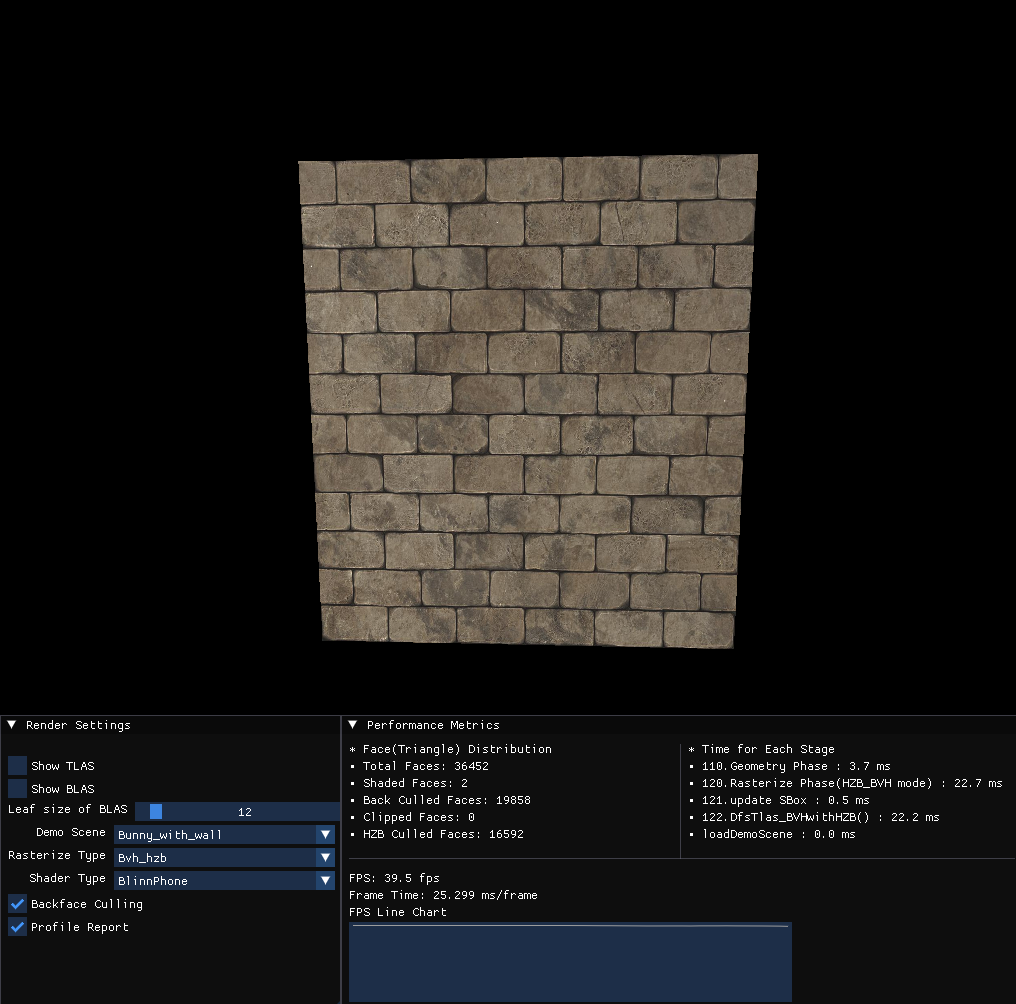 Render Settings
Show TLAS
Show BLAS
Leaf size of BLAS 12
Demo Scene Bunny_with_wall
Rasterize Type Bvh_hzb
Shader Type BlinnPhone
Backface Culling
Profile Report
Performance Metrics
* Face(Triangle) Distribution
• Total Faces: 36452
• Shaded Faces: 2
• Back Culled Faces: 19858
• Clipped Faces: 0
• HZB Culled Faces: 16592
* Time for Each Stage
• 110.Geometry Phase : 3.7 ms
• 120.Rasterize Phase(HZB_BVH mode) : 22.7 ms
• 121.update SBox : 0.5 ms
• 122.DfsTlas_BVHwithHZB() : 22.2 ms
• loadDemoScene : 0.0 ms
FPS: 39.5 fps
Frame Time: 25.299 ms/frame
FPS Line Chart